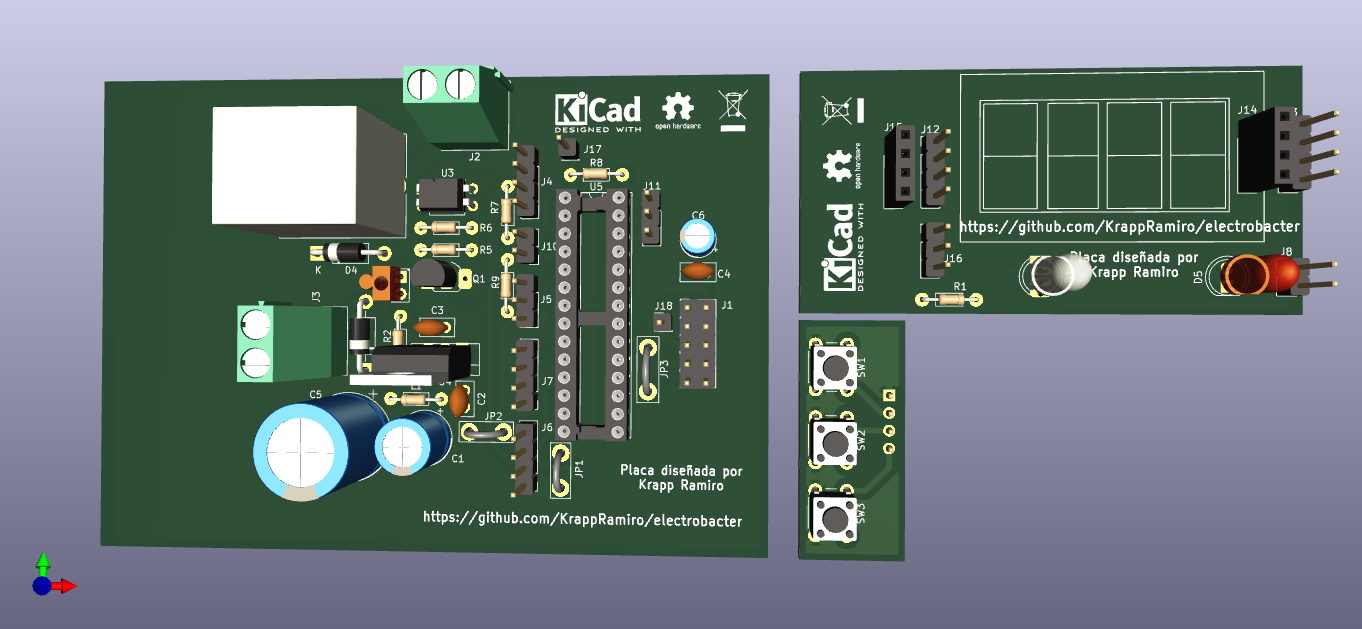 KiCad
DESIGNED WITH
open hardware
J2
J17
R8
U3
J4
U5
J11
R7
R6
C6
R5
J10
K
D4
Q1
R9
C4
J3
J5
J18
J1
C3
R2
JP3
J7
C5
C2
JP2
J6
C1
JP1
Placa diseñada por
Krapp Ramiro
https://github.com/KrappRamiro/electrobacter
J15
J12
J14
open hardware
KiCad
DESIGNED WITH
https://github.com/KrappRamiro/electrobacter
J16
Placa diseñada por
Krapp Ramiro
J8
D5
R1
SW1
SW2
SW3